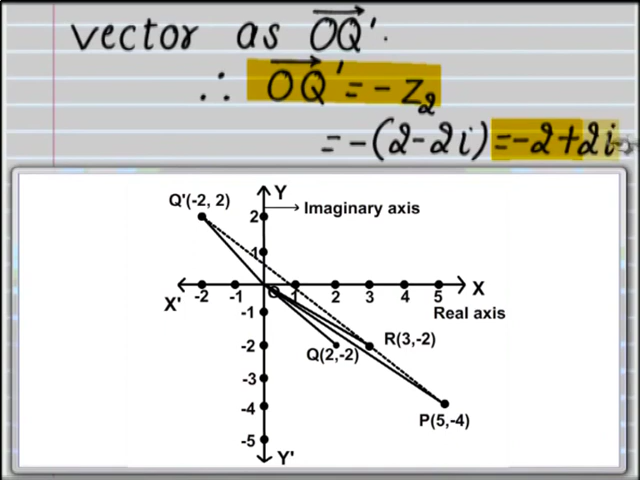 vector as OQ'.
∴ OQ' = - z₂
= -(2-2i) = -2+2i
Q'(-2, 2)
Y
Imaginary axis
2
1
X'
-2
-1
O
1
2
3
4
5
X
Real axis
-1
-2
Q(2,-2)
R(3,-2)
-3
-4
P(5,-4)
-5
Y'